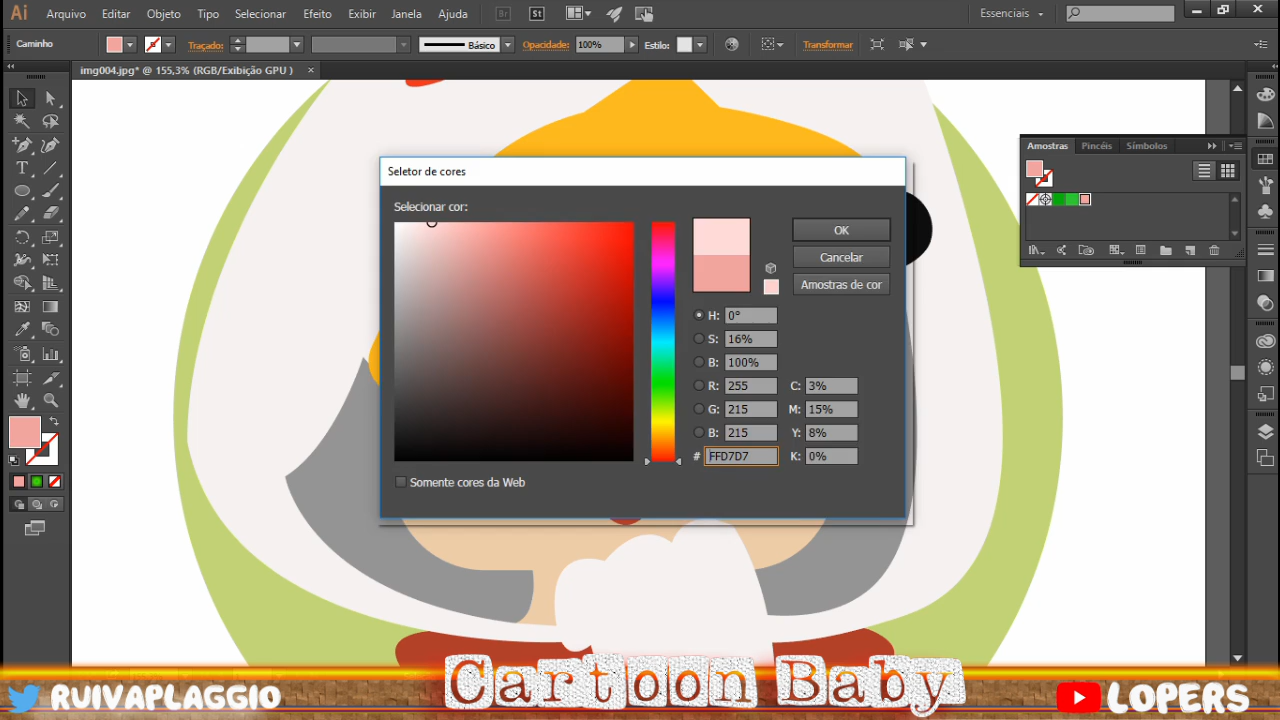 Ai Arquivo Editar Objeto Tipo Selecionar Efeito Exibir Janela Ajuda Br St Essenciais
Caminho Traçado: Básico Opacidade: 100% Estilo: Transformar
img004.jpg* @ 155,3% (RGB/Exibição GPU ) ×
Amostras Pincéis Símbolos
Seletor de cores
Selecionar cor:
OK
Cancelar
Amostras de cor
H: 0°
S: 16%
B: 100%
R: 255 C: 3%
G: 215 M: 15%
B: 215 Y: 8%
# FFD7D7 K: 0%
Somente cores da Web
Cartoon Baby
RUIVAPLAGGIO
LOPERS